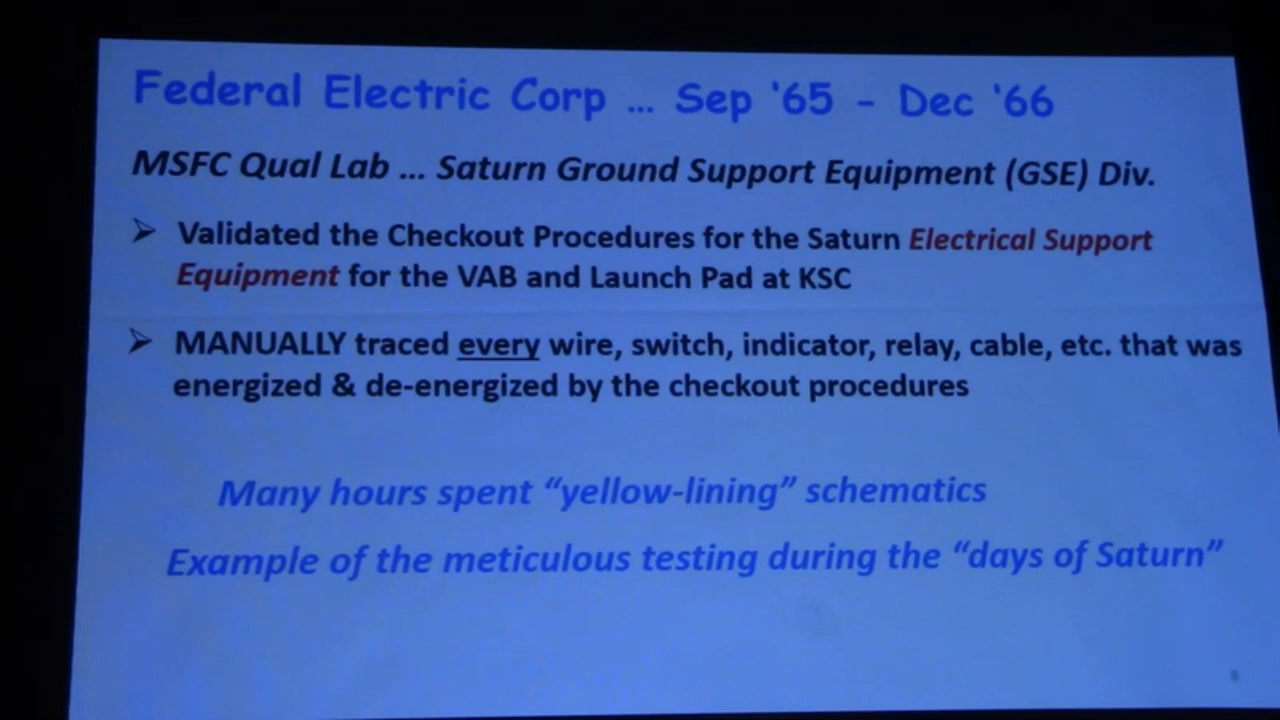 Federal Electric Corp ... Sep '65 - Dec '66
MSFC Qual Lab ... Saturn Ground Support Equipment (GSE) Div.
➢ Validated the Checkout Procedures for the Saturn Electrical Support
Equipment for the VAB and Launch Pad at KSC
➢ MANUALLY traced every wire, switch, indicator, relay, cable, etc. that was
energized & de-energized by the checkout procedures
Many hours spent “yellow-lining” schematics
Example of the meticulous testing during the “days of Saturn”